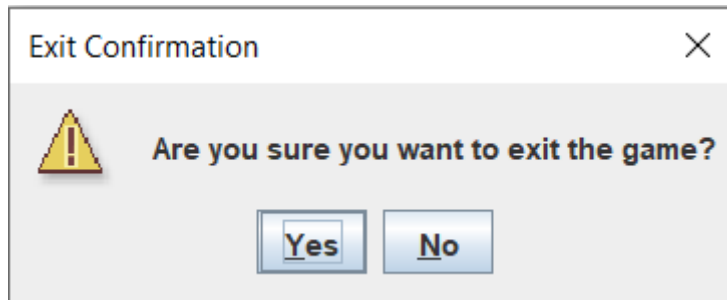 Exit Confirmation
Are you sure you want to exit the game?
Yes No